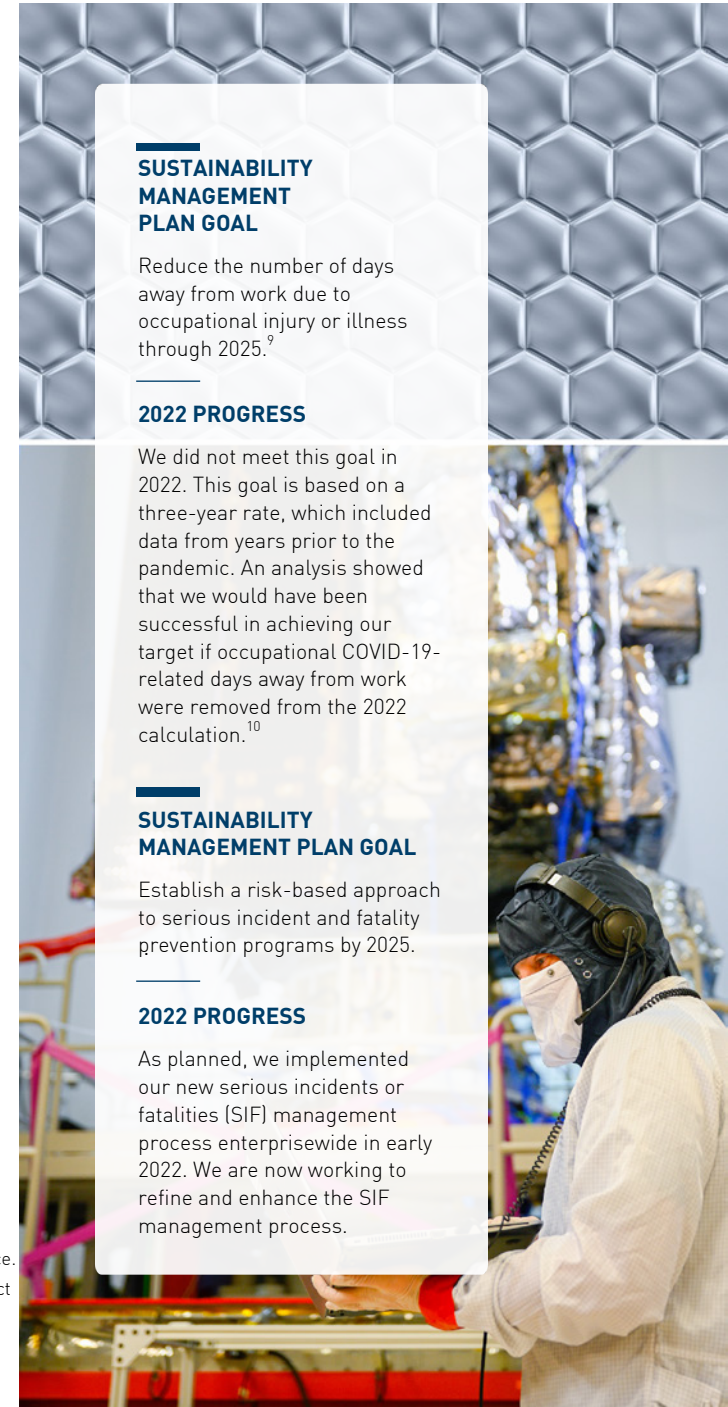 SUSTAINABILITY
MANAGEMENT
PLAN GOAL
Reduce the number of days
away from work due to
occupational injury or illness
through 2025.9
2022 PROGRESS
We did not meet this goal in
2022. This goal is based on a
three-year rate, which included
data from years prior to the
pandemic. An analysis showed
that we would have been
successful in achieving our
target if occupational COVID-19-
related days away from work
were removed from the 2022
calculation.10
SUSTAINABILITY
MANAGEMENT PLAN GOAL
Establish a risk-based approach
to serious incident and fatality
prevention programs by 2025.
2022 PROGRESS
As planned, we implemented
our new serious incidents or
fatalities (SIF) management
process enterprisewide in early
2022. We are now working to
refine and enhance the SIF
management process.